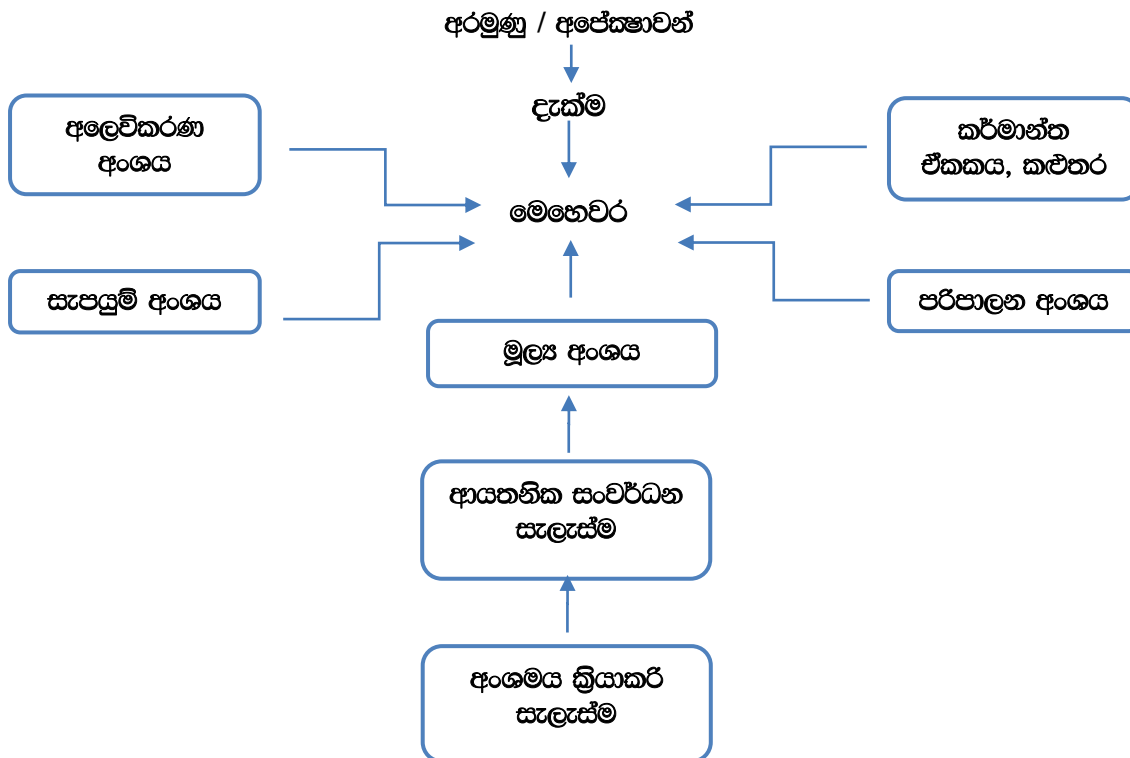 අරමුණු / අපේක්‍ෂාවන්
දැක්ම
අලෙවිකරණ
අංශය
කර්මාන්ත
ඒකකය, කළුතර
මෙහෙවර
සැපයුම් අංශය
පරිපාලන අංශය
මූල්‍ය අංශය
ආයතනික සංවර්ධන
සැලැස්ම
අංශමය ක්‍රියාකරී
සැලැස්ම